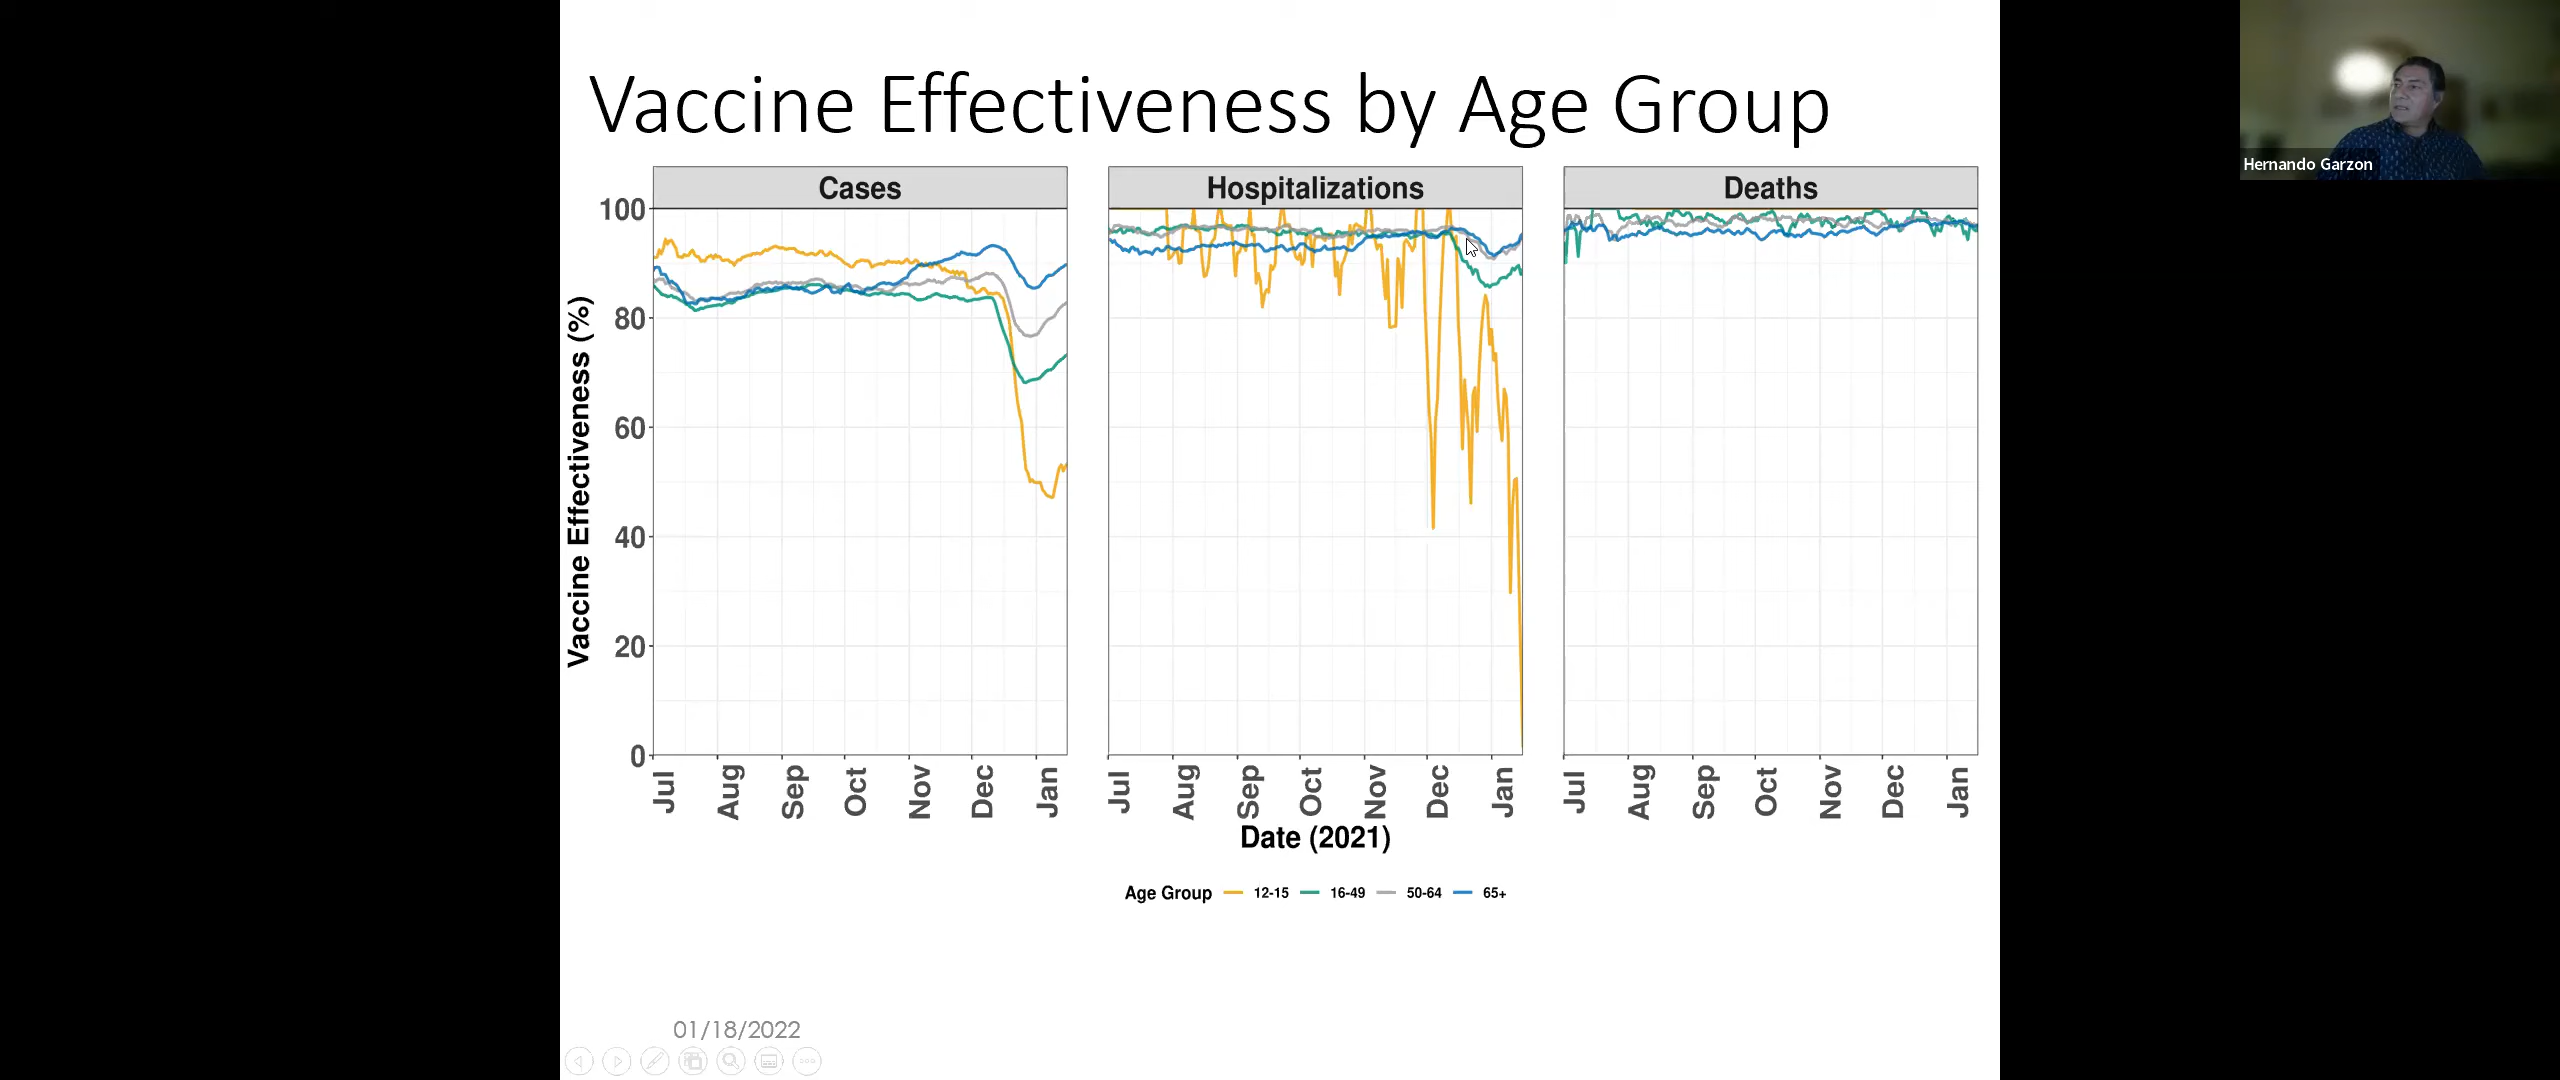 Vaccine Effectiveness by Age Group
Hernando Garzon
Cases
Hospitalizations
Deaths
Vaccine Effectiveness (%)
100
80
60
40
20
0
Jul Aug Sep Oct Nov Dec Jan
Jul Aug Sep Oct Nov Dec Jan
Jul Aug Sep Oct Nov Dec Jan
Date (2021)
Age Group 12-15 16-49 50-64 65+
01/18/2022